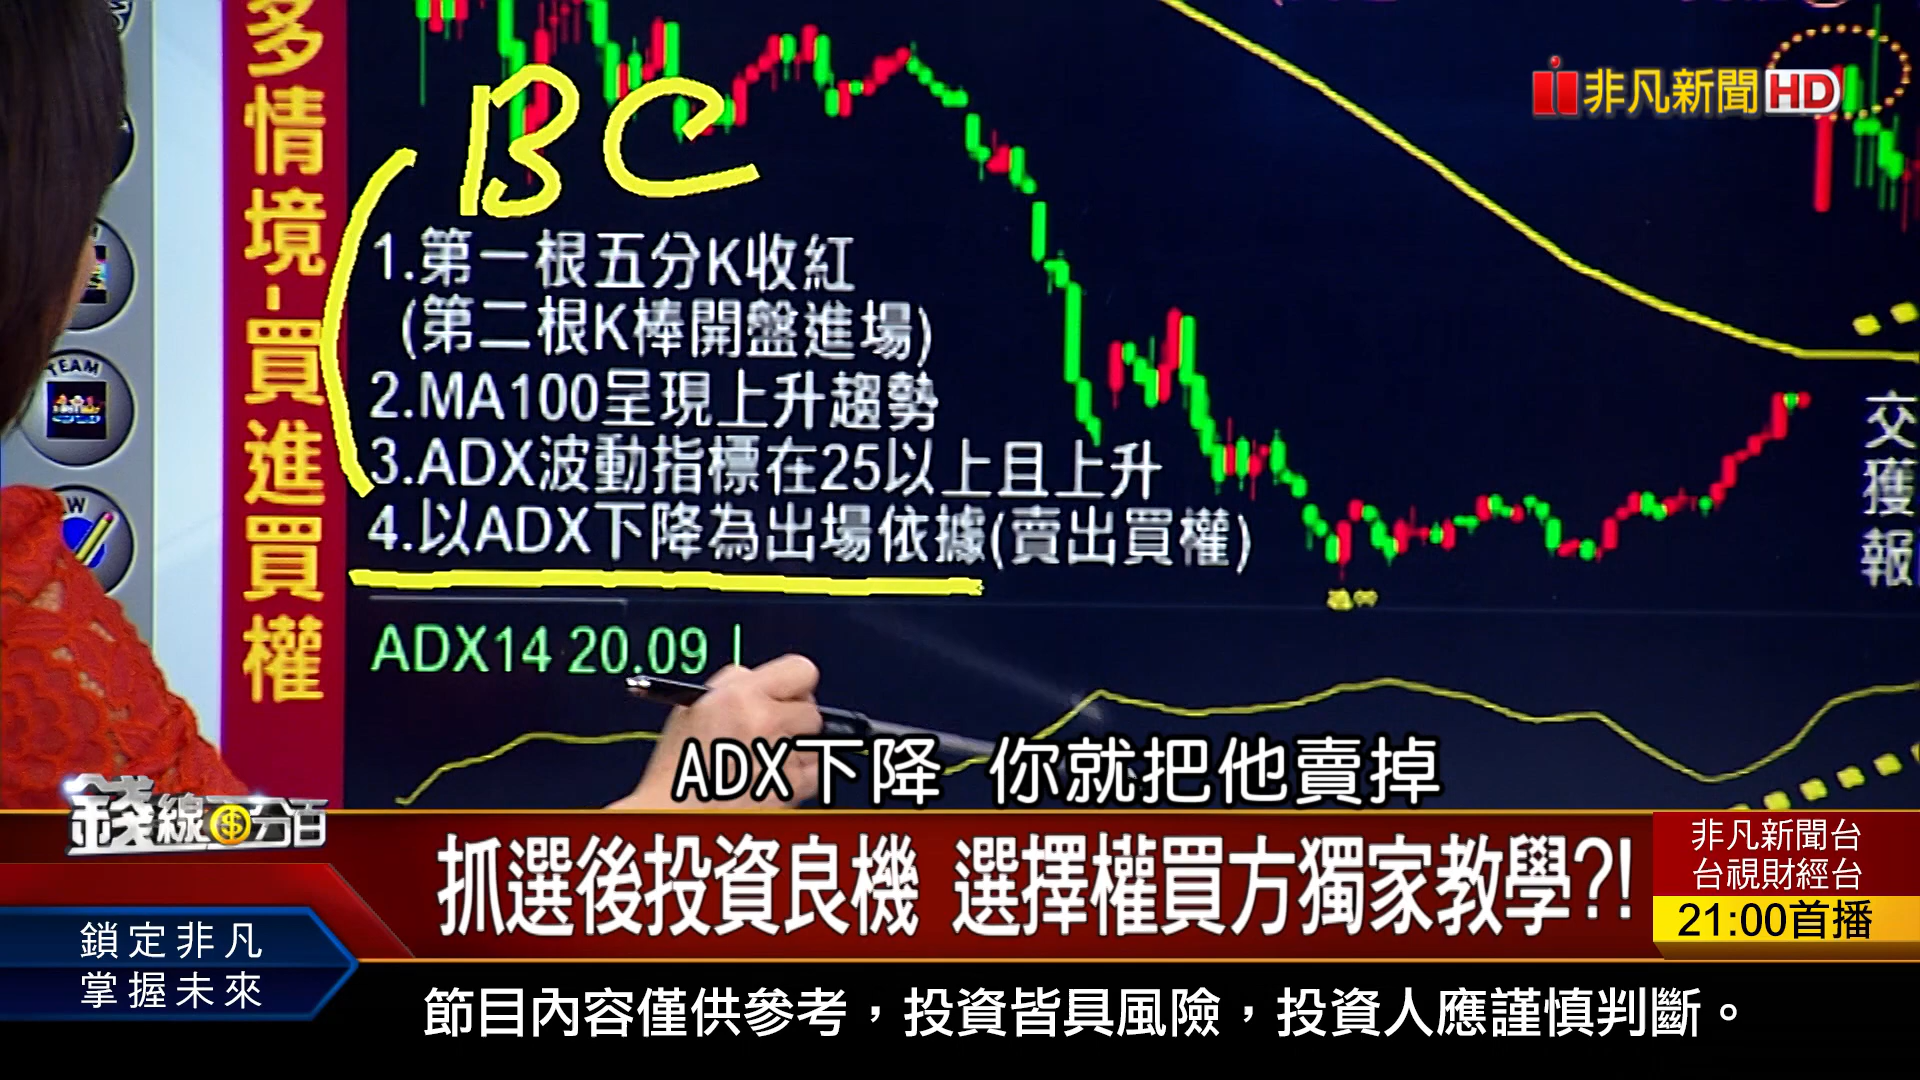 多情境-買進買權
BC
1.第一根五分K收紅
(第二根K棒開盤進場)
2.MA100呈現上升趨勢
3.ADX波動指標在25以上且上升
4.以ADX下降為出場依據(賣出買權)
ADX14 20.09
非凡新聞HD
交獲報
TEAM
ADX下降 你就把他賣掉
錢線百分百
抓選後投資良機 選擇權買方獨家教學?!
非凡新聞台
台視財經台
21:00首播
鎖定非凡
掌握未來
節目內容僅供參考，投資皆具風險，投資人應謹慎判斷。